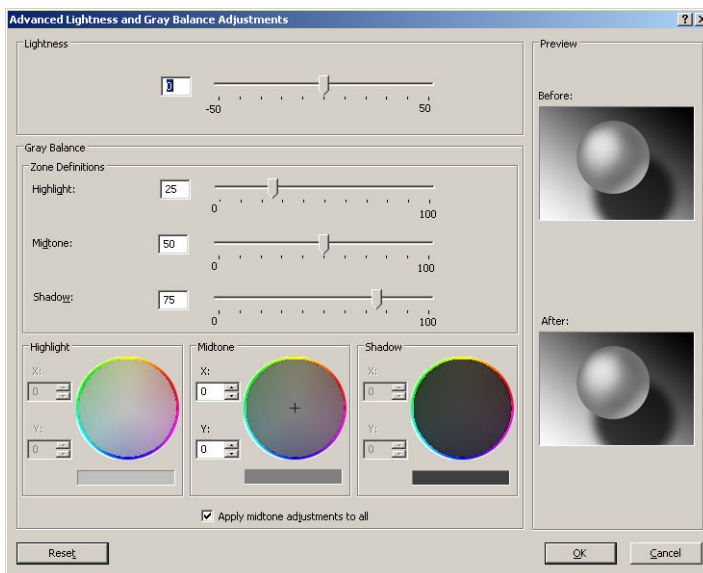 Advanced Lightness and Gray Balance Adjustments
Lightness
0
-50 50
Gray Balance
Zone Definitions
Highlight: 25
0 100
Midtone: 50
0 100
Shadow: 75
0 100
Highlight
X:
0
Y:
0
Midtone
X:
0
Y:
0
Shadow
X:
0
Y:
0
Apply midtone adjustments to all
Preview
Before:
After:
Reset OK Cancel